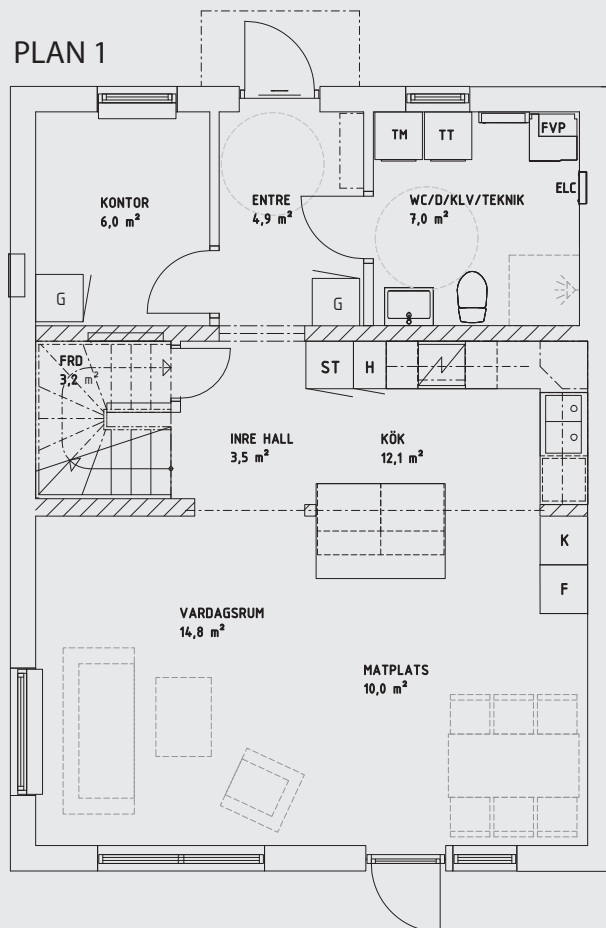 PLAN 1
TM
TT
FVP
ELC
KONTOR
6,0 m²
ENTRE
4,9 m²
WC/D/KLV/TEKNIK
7,0 m²
G
G
FRD
3,2 m²
ST
H
INRE HALL
3,5 m²
KÖK
12,1 m²
K
F
VARDAGSRUM
14,8 m²
MATPLATS
10,0 m²